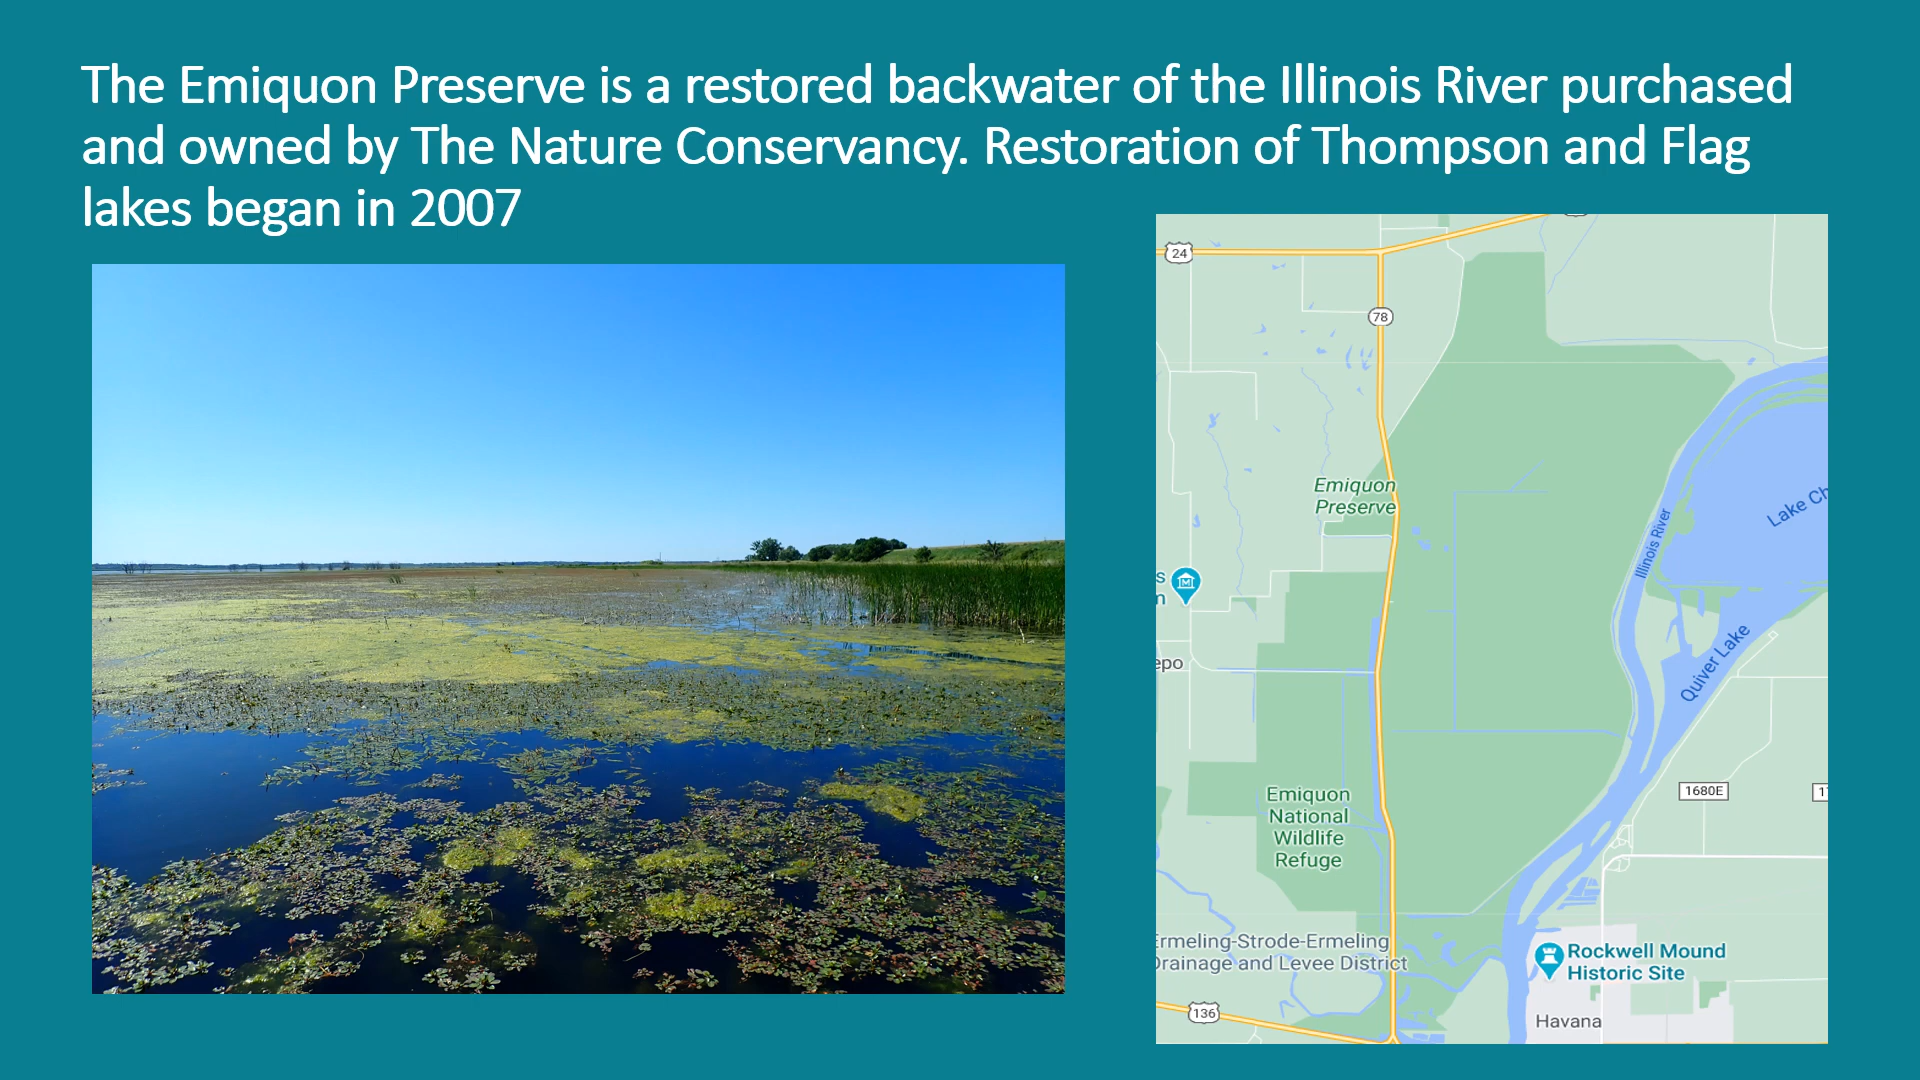 The Emiquon Preserve is a restored backwater of the Illinois River purchased
and owned by The Nature Conservancy. Restoration of Thompson and Flag
lakes began in 2007
24
78
Emiquon
Preserve
Illinois River
Lake Ch
s
n
epo
Quiver Lake
1680E
1
Emiquon
National
Wildlife
Refuge
Ermeling-Strode-Ermeling
Drainage and Levee District
Rockwell Mound
Historic Site
136
Havana